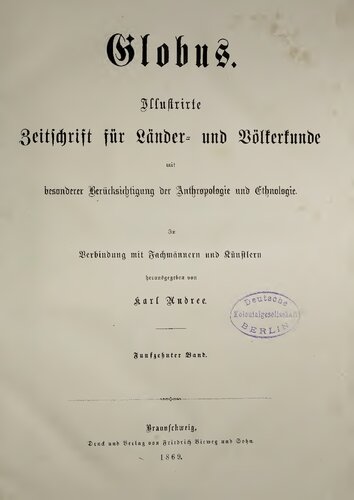 Globus.
Illustrirte
Zeitschrift für Länder- und Völkerkunde
mit
besonderer Berücksichtigung der Anthropologie und Ethnologie.
In
Verbindung mit Fachmännern und Künstlern
herausgegeben von
Karl Andree.
Deutsche
Kolonialgesellschaft
BERLIN
Funfzehnter Band.
Braunschweig,
Druck und Verlag von Friedrich Vieweg und Sohn.
1869.